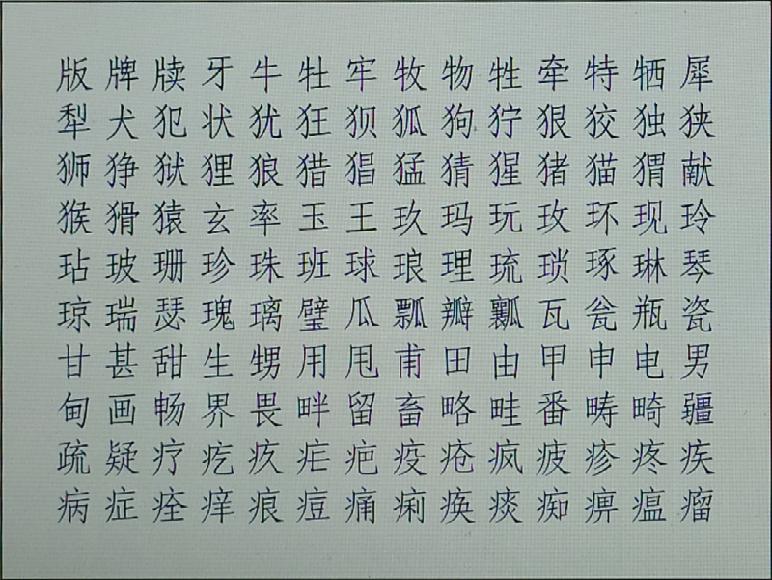 版牌牍牙牛牡牢牧物牲牵特牺犀
犁犬犯状犹狂狈狐狗狞狠狡独狭
狮狰狱狸狼猎猖猛猜猩猪猫猬献
猴猾猿玄率玉王玖玛玩玫环现玲
玷玻珊珍珠班球琅理琉琐琢琳琴
琼瑞瑟瑰璃璧瓜瓢瓣瓤瓦瓮瓶瓷
甘甚甜生甥用甩甫田由甲申电男
甸画畅界畏畔留畜略畦番畴畸疆
疏疑疗疙疚疟疤疫疮疯疲疹疼疾
病症痊痒痕痘痛痢痪痰痴痹瘟瘤